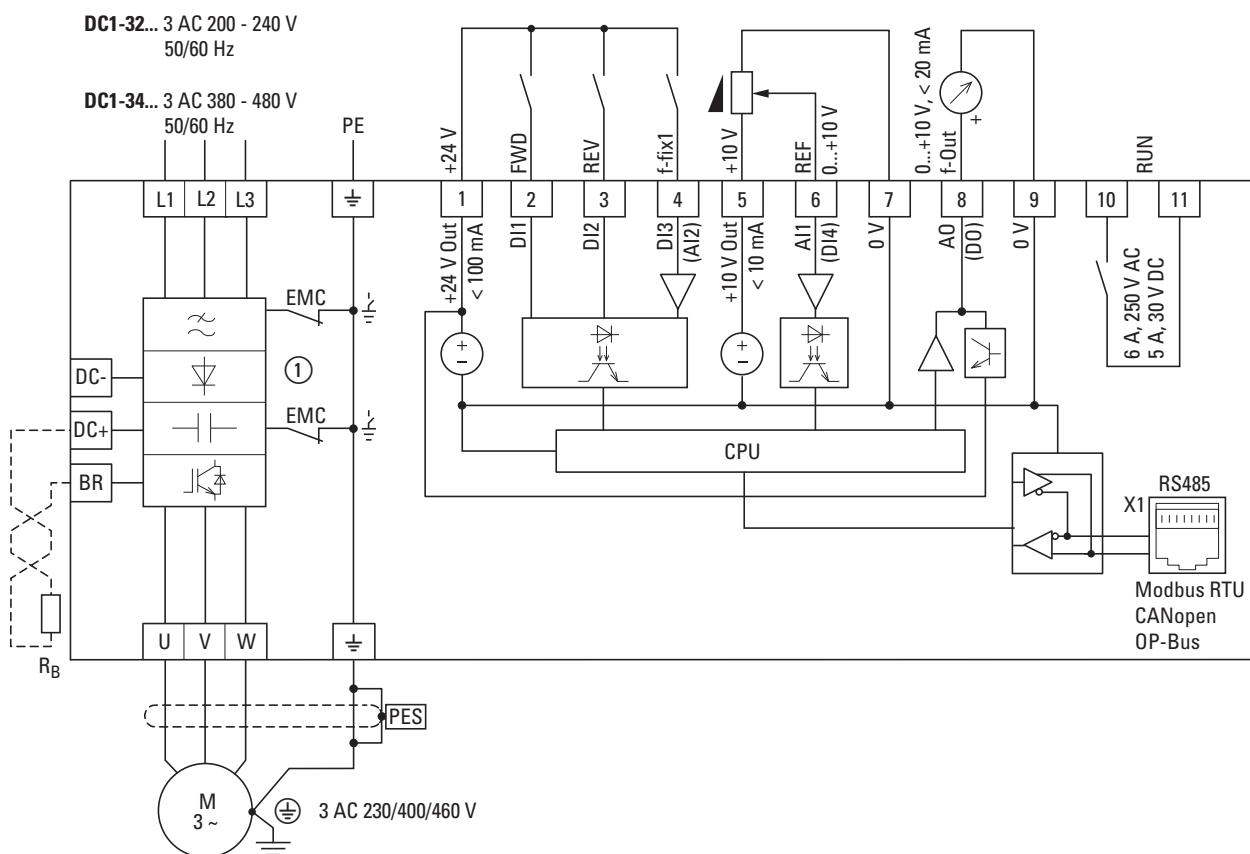 DC1-32... 3 AC 200 - 240 V
50/60 Hz
DC1-34... 3 AC 380 - 480 V
50/60 Hz
PE
+24 V
FWD
REV
f-fix1
+10 V
REF
0...+10 V
0...+10 V, < 20 mA
f-Out
+
RUN
L1 L2 L3
1 2 3 4 5 6 7 8 9 10 11
+24 V Out
< 100 mA
DI1
DI2
DI3
(AI2)
+10 V Out
< 10 mA
AI1
(DI4)
0 V
AO
(DO)
0 V
6 A, 250 V AC
5 A, 30 V DC
EMC
1
DC-
+
-
+
-
EMC
DC+
CPU
BR
RS485
X1
Modbus RTU
CANopen
OP-Bus
U V W
RB
PES
M
3 ~
3 AC 230/400/460 V